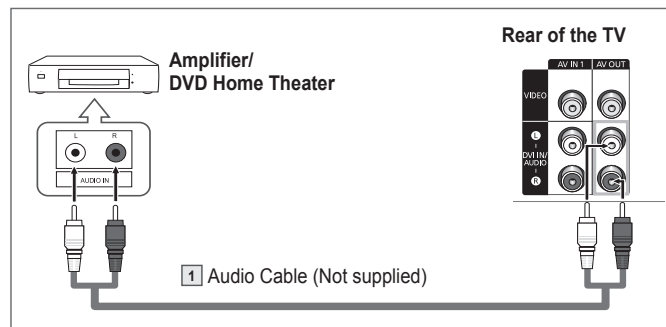 Rear of the TV
Amplifier/
DVD Home Theater
AV IN 1
AV OUT
VIDEO
L
R
L
DVI IN/
AUDIO
R
AUDIO IN
1 Audio Cable (Not supplied)